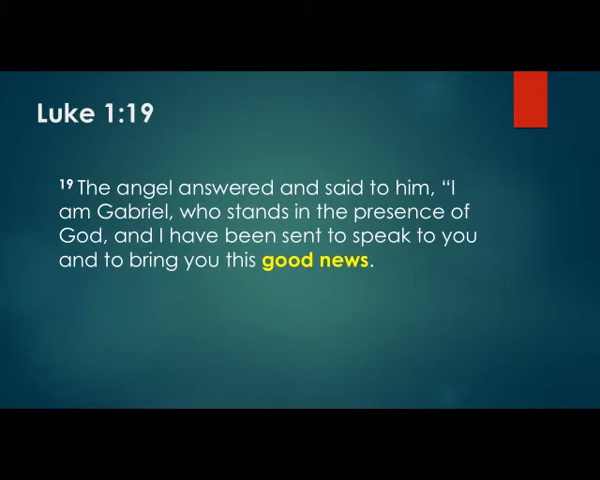 Luke 1:19
19 The angel answered and said to him, “I
am Gabriel, who stands in the presence of
God, and I have been sent to speak to you
and to bring you this good news.